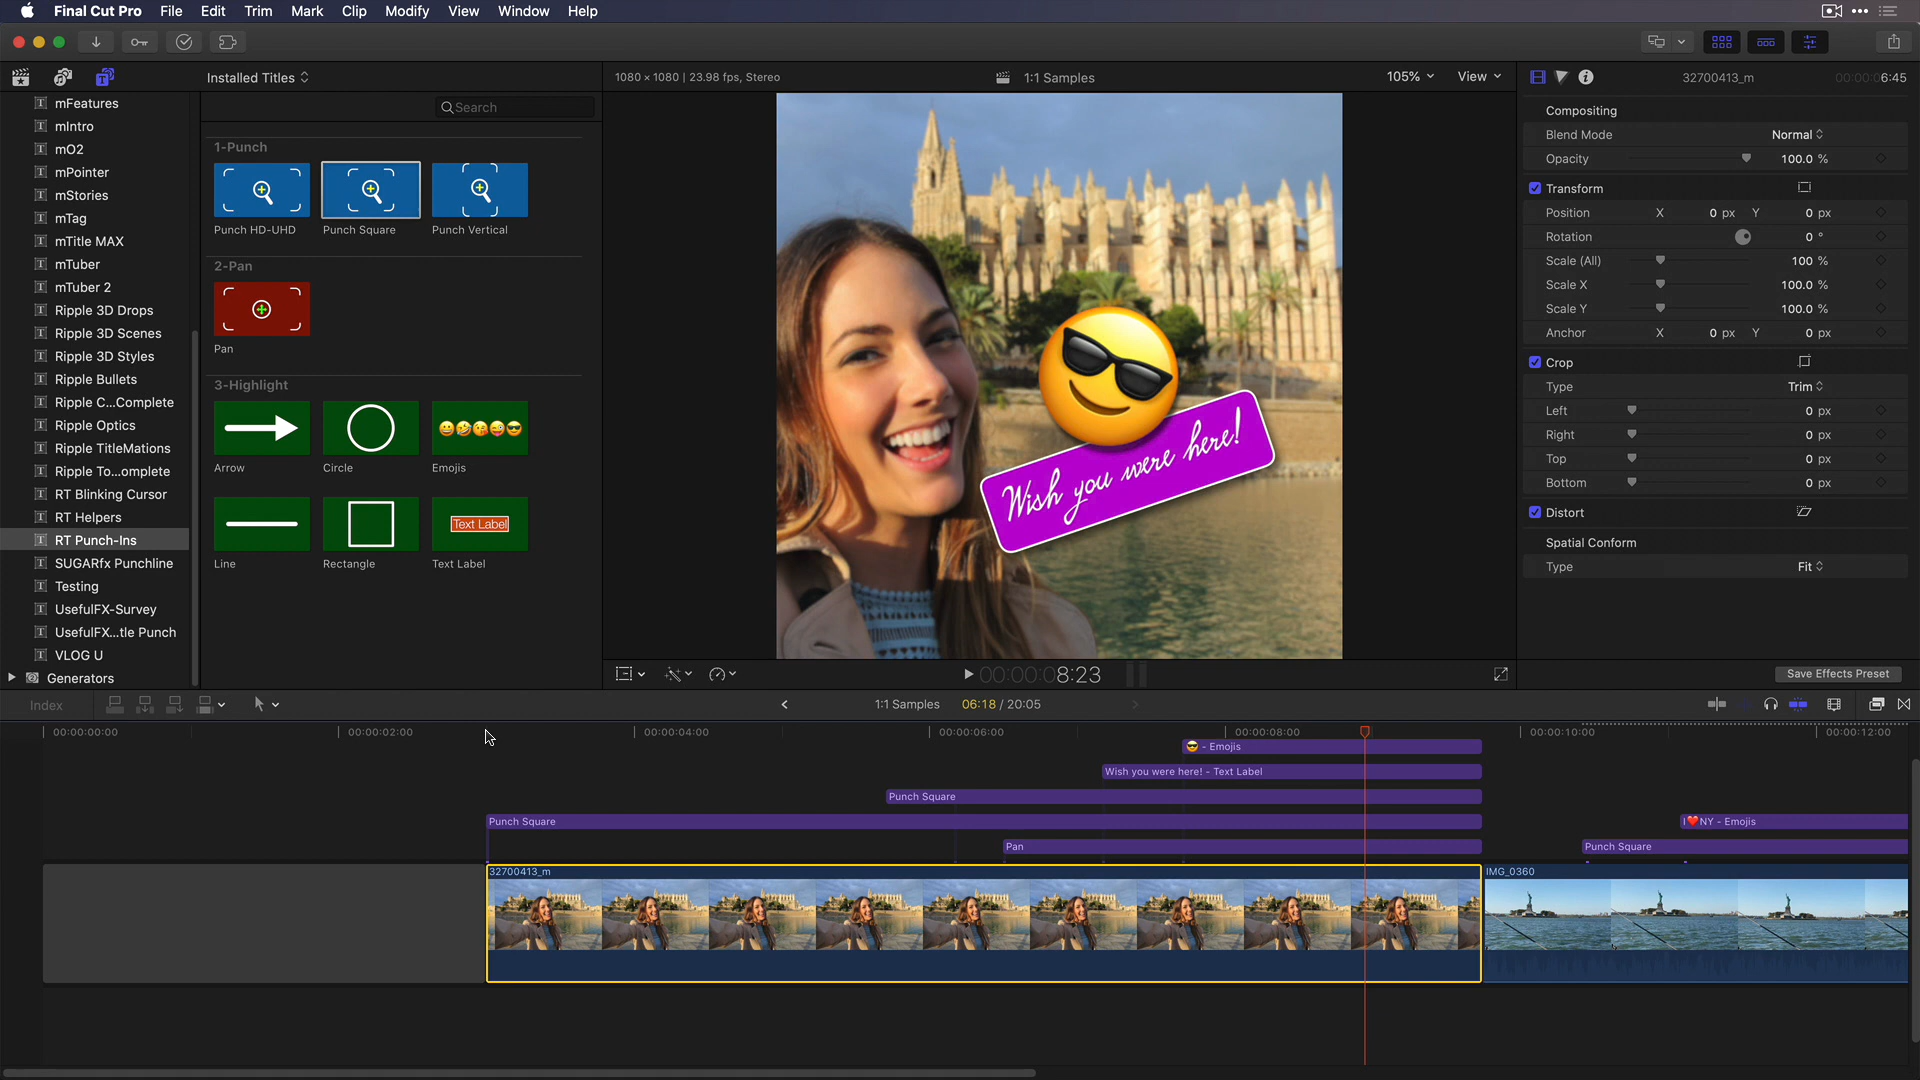 Final Cut Pro File Edit Trim Mark Clip Modify View Window Help
Installed Titles
1080 × 1080 | 23.98 fps, Stereo
1:1 Samples
105%
View
32700413_m
00:00:06:45
mFeatures
mIntro
mO2
mPointer
mStories
mTag
mTitle MAX
mTuber
mTuber 2
Ripple 3D Drops
Ripple 3D Scenes
Ripple 3D Styles
Ripple Bullets
Ripple C...Complete
Ripple Optics
Ripple TitleMations
Ripple To...omplete
RT Blinking Cursor
RT Helpers
RT Punch-Ins
SUGARfx Punchline
Testing
UsefulFX-Survey
UsefulFX...tle Punch
VLOG U
Generators
Search
1-Punch
Punch HD-UHD
Punch Square
Punch Vertical
2-Pan
Pan
3-Highlight
Arrow
Circle
Emojis
Text Label
Line
Rectangle
Text Label
Wish you were here!
00:00:08:23
Compositing
Blend Mode Normal
Opacity 100.0 %
Transform
Position X 0 px Y 0 px
Rotation 0 °
Scale (All) 100 %
Scale X 100.0 %
Scale Y 100.0 %
Anchor X 0 px Y 0 px
Crop
Type Trim
Left 0 px
Right 0 px
Top 0 px
Bottom 0 px
Distort
Spatial Conform
Type Fit
Save Effects Preset
Index
1:1 Samples 06:18 / 20:05
00:00:00:00 00:00:02:00 00:00:04:00 00:00:06:00 00:00:08:00 00:00:10:00 00:00:12:00
😎 - Emojis
Wish you were here! - Text Label
Punch Square
Punch Square
I❤️NY - Emojis
Pan
Punch Square
32700413_m
IMG_0360